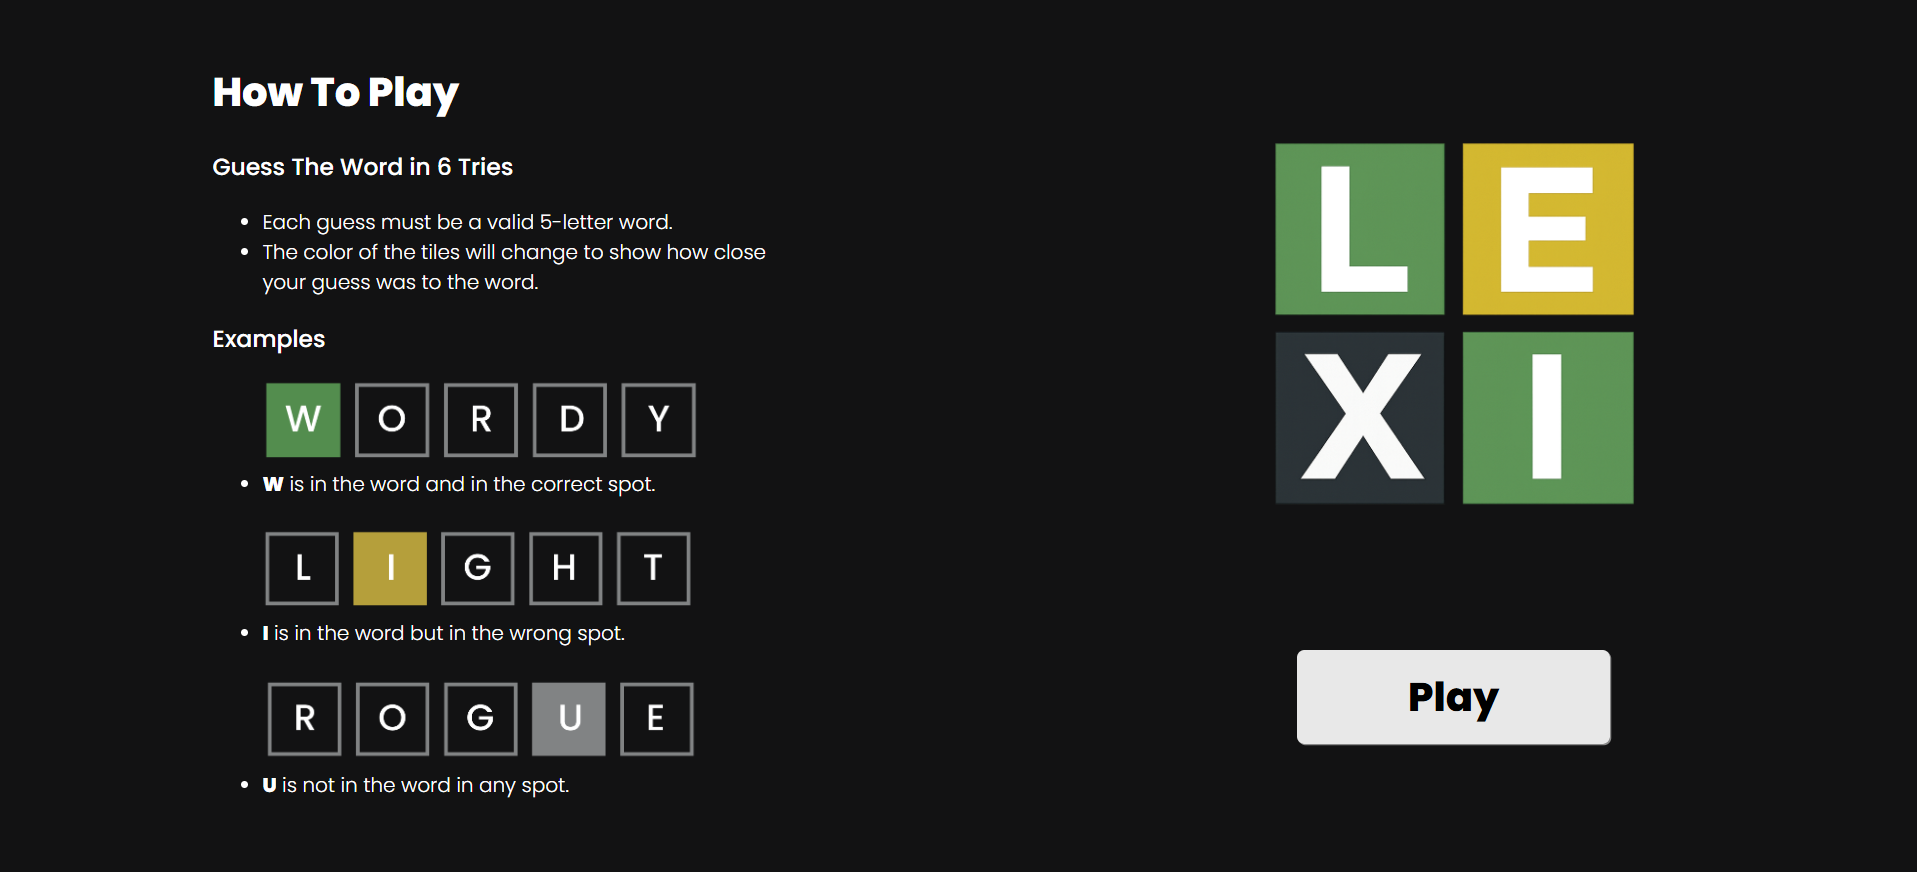 How To Play
Guess The Word in 6 Tries
• Each guess must be a valid 5-letter word.
• The color of the tiles will change to show how close
your guess was to the word.
Examples
W O R D Y
• W is in the word and in the correct spot.
L I G H T
• I is in the word but in the wrong spot.
R O G U E
• U is not in the word in any spot.
L E
X I
Play